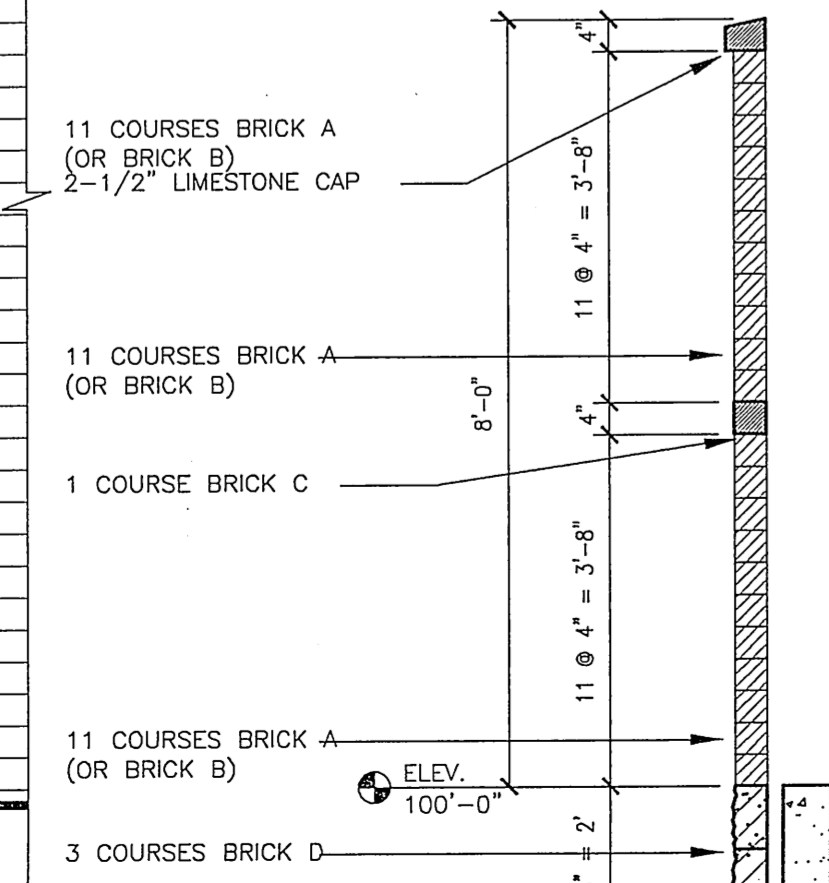 4"
11 COURSES BRICK A
(OR BRICK B)
2-1/2" LIMESTONE CAP
11 @ 4" = 3'-8"
11 COURSES BRICK A
(OR BRICK B)
8'-0"
4"
1 COURSE BRICK C
11 @ 4" = 3'-8"
11 COURSES BRICK A
(OR BRICK B)
ELEV.
100'-0"
3 COURSES BRICK D
" = 2'